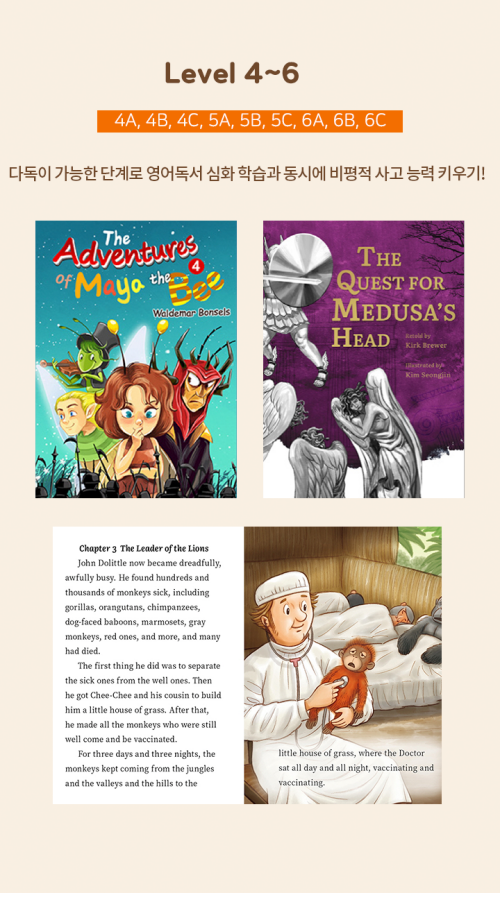 Level 4~6
4A, 4B, 4C, 5A, 5B, 5C, 6A, 6B, 6C
다독이 가능한 단계로 영어독서 심화 학습과 동시에 비평적 사고 능력 키우기!
The
Adventures
of Maya the Bee
4
Waldemar Bonsels
THE
QUEST FOR
MEDUSA'S
HEAD
Retold by
Kirk Brewer
Illustrated by
Kim Seongjin
Chapter 3 The Leader of the Lions
John Dolittle now became dreadfully,
awfully busy. He found hundreds and
thousands of monkeys sick, including
gorillas, orangutans, chimpanzees,
dog-faced baboons, marmosets, gray
monkeys, red ones, and more, and many
had died.
The first thing he did was to separate
the sick ones from the well ones. Then
he got Chee-Chee and his cousin to build
him a little house of grass. After that,
he made all the monkeys who were still
well come and be vaccinated.
For three days and three nights, the
monkeys kept coming from the jungles
and the valleys and the hills to the
little house of grass, where the Doctor
sat all day and all night, vaccinating and
vaccinating.